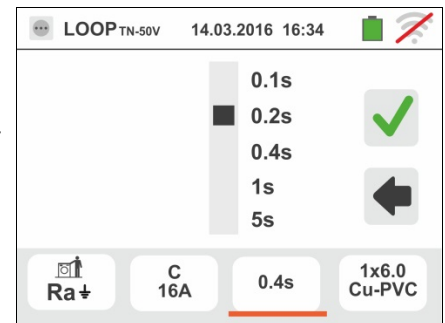 LOOP TN-50V 14.03.2016 16:34
0.1s
0.2s
0.4s
1s
5s
Ra
C
16A
0.4s
1x6.0
Cu-PVC